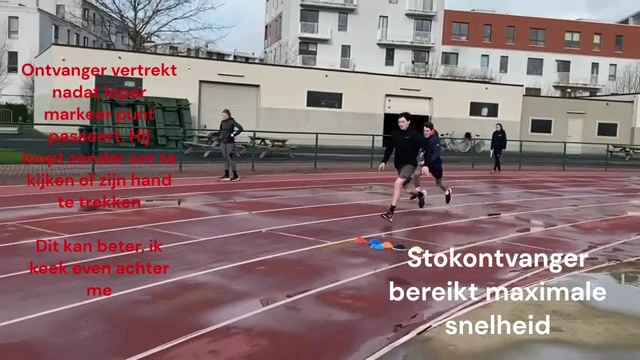 Ontvanger vertrekt
nadat loper
markeer punt
passeert. Hij
loopt zonder om te
kijken of zijn hand
te trekken
Dit kan beter, ik
keek even achter
me
Stokontvanger
bereikt maximale
snelheid